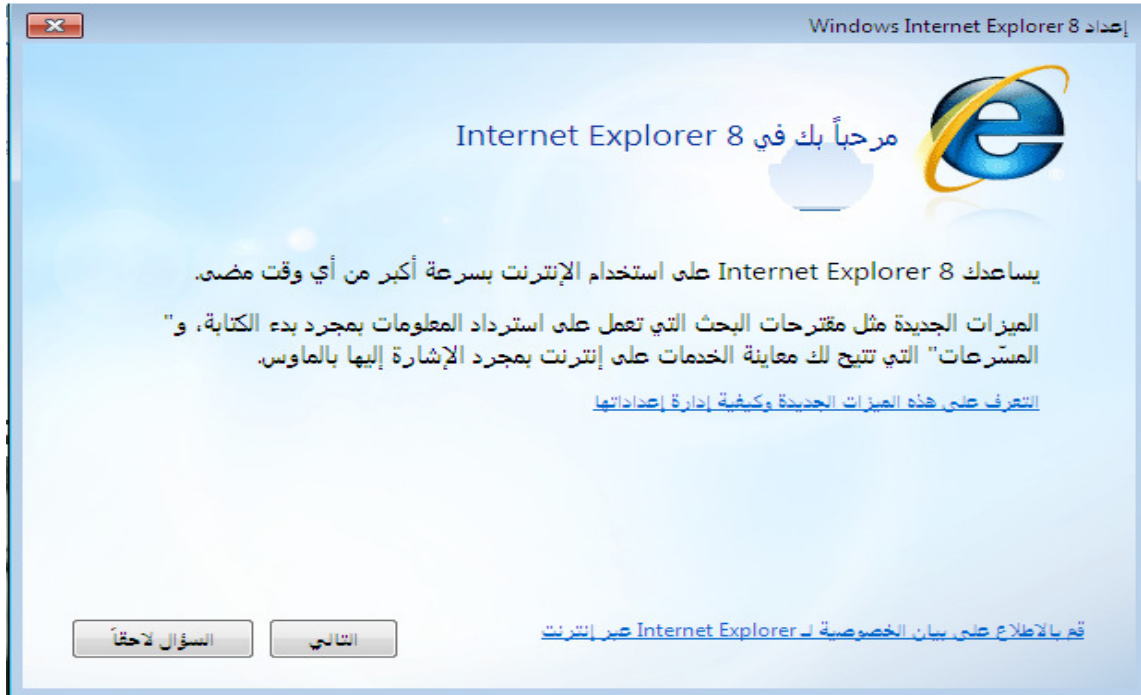 إعداد Windows Internet Explorer 8
مرحباً بك في Internet Explorer 8
يساعدك Internet Explorer 8 على استخدام الإنترنت بسرعة أكبر من أي وقت مضى.
الميزات الجديدة مثل مقترحات البحث التي تعمل على استرداد المعلومات بمجرد بدء الكتابة، و"
المسّرعات" التي تتيح لك معاينة الخدمات على إنترنت بمجرد الإشارة إليها بالماوس.
التعرف على هذه الميزات الجديدة وكيفية إدارة إعداداتها
قم بالاطلاع على بيان الخصوصية لـ Internet Explorer عبر إنترنت
التالي
السؤال لاحقاً